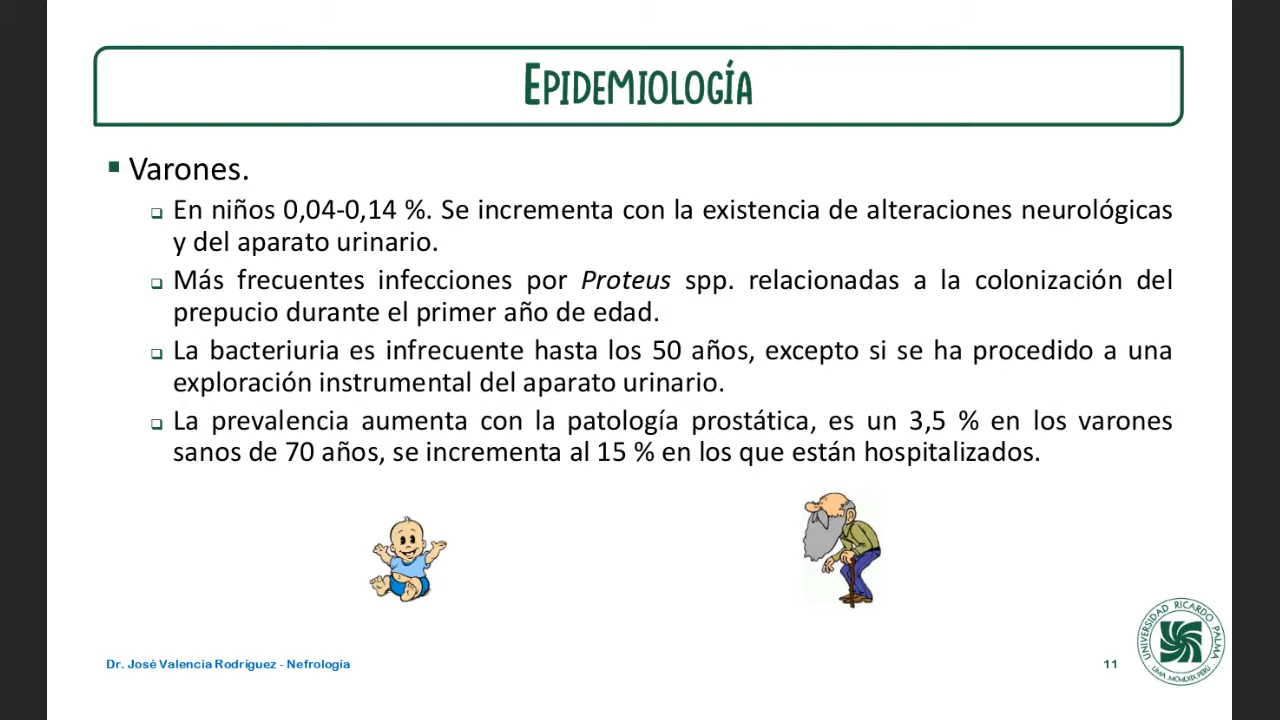 EPIDEMIOLOGÍA
Varones.
En niños 0,04-0,14 %. Se incrementa con la existencia de alteraciones neurológicas
y del aparato urinario.
Más frecuentes infecciones por Proteus spp. relacionadas a la colonización del
prepucio durante el primer año de edad.
La bacteriuria es infrecuente hasta los 50 años, excepto si se ha procedido a una
exploración instrumental del aparato urinario.
La prevalencia aumenta con la patología prostática, es un 3,5 % en los varones
sanos de 70 años, se incrementa al 15 % en los que están hospitalizados.
Dr. José Valencia Rodríguez - Nefrología
11
UNIVERSIDAD RICARDO PALMA
LIMA .MCMLXIX.PERÚ